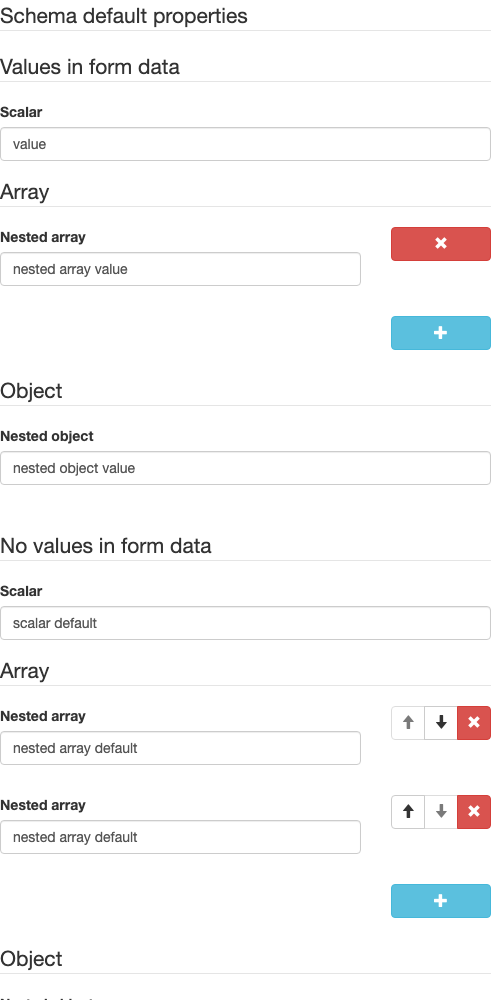 Schema default properties
Values in form data
Scalar
value
Array
Nested array
nested array value
Object
Nested object
nested object value
No values in form data
Scalar
scalar default
Array
Nested array
nested array default
Nested array
nested array default
Object